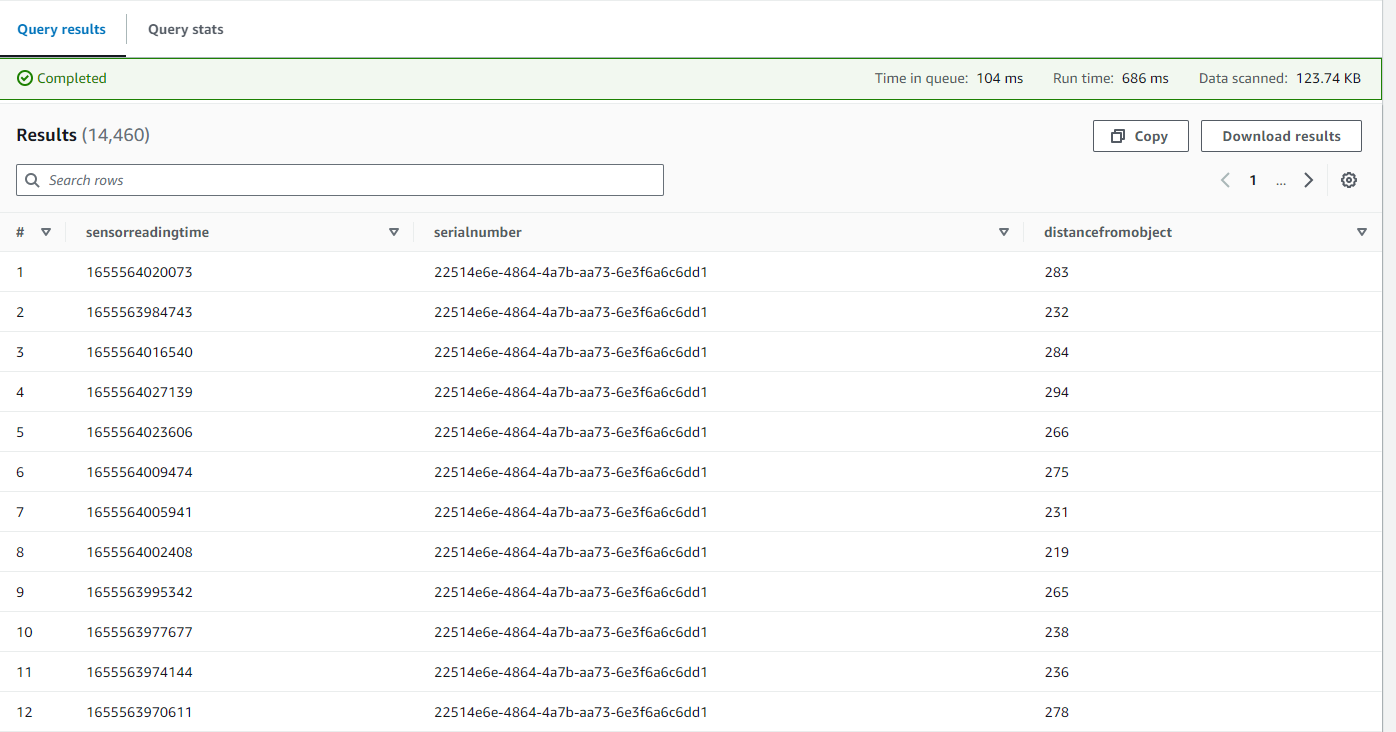 Query results Query stats
Completed Time in queue: 104 ms Run time: 686 ms Data scanned: 123.74 KB
Results (14,460) Copy Download results
Search rows 1 ...
# sensorreadingtime serialnumber distancefromobject
1 1655564020073 22514e6e-4864-4a7b-aa73-6e3f6a6c6dd1 283
2 1655563984743 22514e6e-4864-4a7b-aa73-6e3f6a6c6dd1 232
3 1655564016540 22514e6e-4864-4a7b-aa73-6e3f6a6c6dd1 284
4 1655564027139 22514e6e-4864-4a7b-aa73-6e3f6a6c6dd1 294
5 1655564023606 22514e6e-4864-4a7b-aa73-6e3f6a6c6dd1 266
6 1655564009474 22514e6e-4864-4a7b-aa73-6e3f6a6c6dd1 275
7 1655564005941 22514e6e-4864-4a7b-aa73-6e3f6a6c6dd1 231
8 1655564002408 22514e6e-4864-4a7b-aa73-6e3f6a6c6dd1 219
9 1655563995342 22514e6e-4864-4a7b-aa73-6e3f6a6c6dd1 265
10 1655563977677 22514e6e-4864-4a7b-aa73-6e3f6a6c6dd1 238
11 1655563974144 22514e6e-4864-4a7b-aa73-6e3f6a6c6dd1 236
12 1655563970611 22514e6e-4864-4a7b-aa73-6e3f6a6c6dd1 278